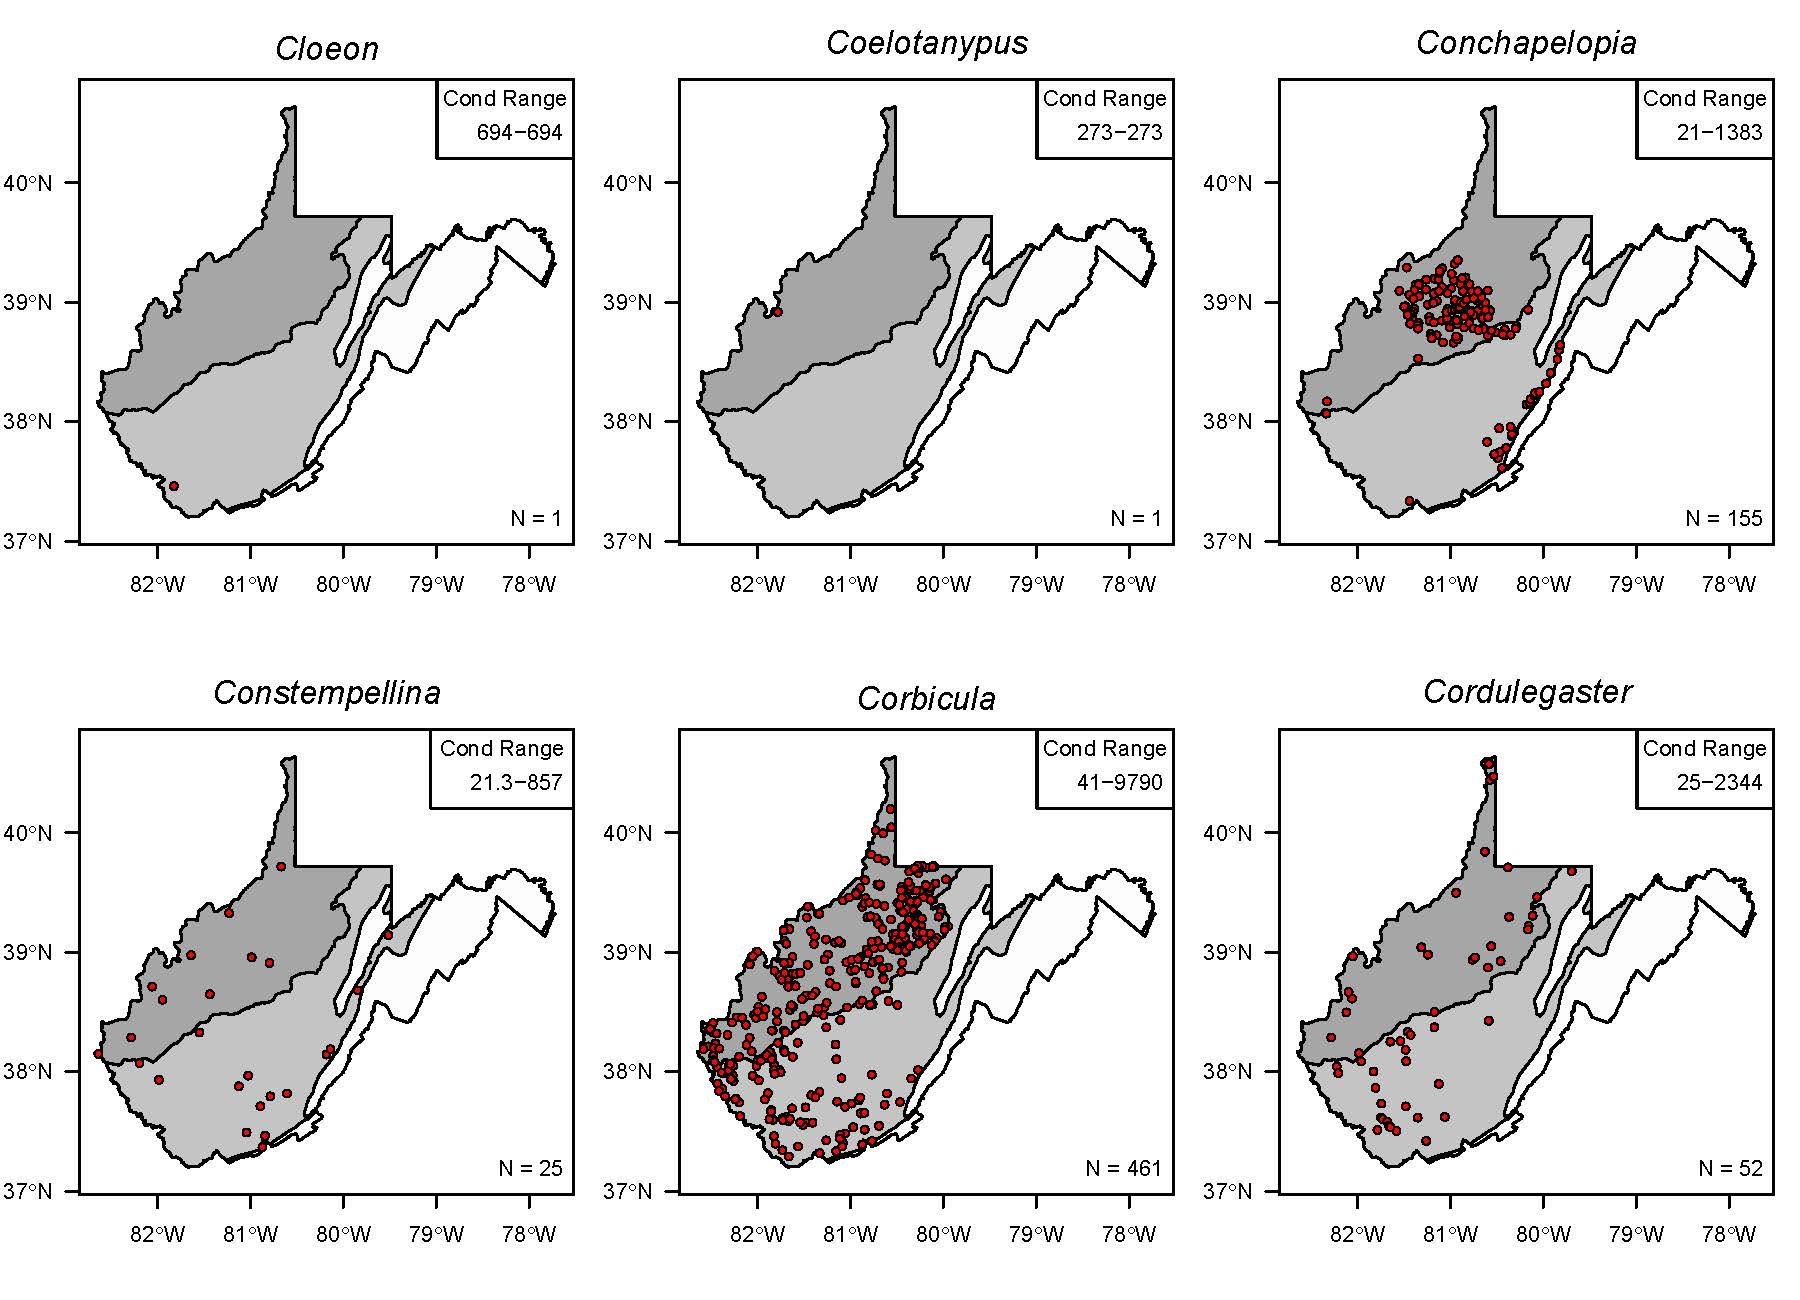 Cloeon
Cond Range
694−694
40°N
39°N
38°N
37°N
N = 1
82°W 81°W 80°W 79°W 78°W
Coelotanypus
Cond Range
273−273
40°N
39°N
38°N
37°N
N = 1
82°W 81°W 80°W 79°W 78°W
Conchapelopia
Cond Range
21−1383
40°N
39°N
38°N
37°N
N = 155
82°W 81°W 80°W 79°W 78°W
Constempellina
Cond Range
21.3−857
40°N
39°N
38°N
37°N
N = 25
82°W 81°W 80°W 79°W 78°W
Corbicula
Cond Range
41−9790
40°N
39°N
38°N
37°N
N = 461
82°W 81°W 80°W 79°W 78°W
Cordulegaster
Cond Range
25−2344
40°N
39°N
38°N
37°N
N = 52
82°W 81°W 80°W 79°W 78°W